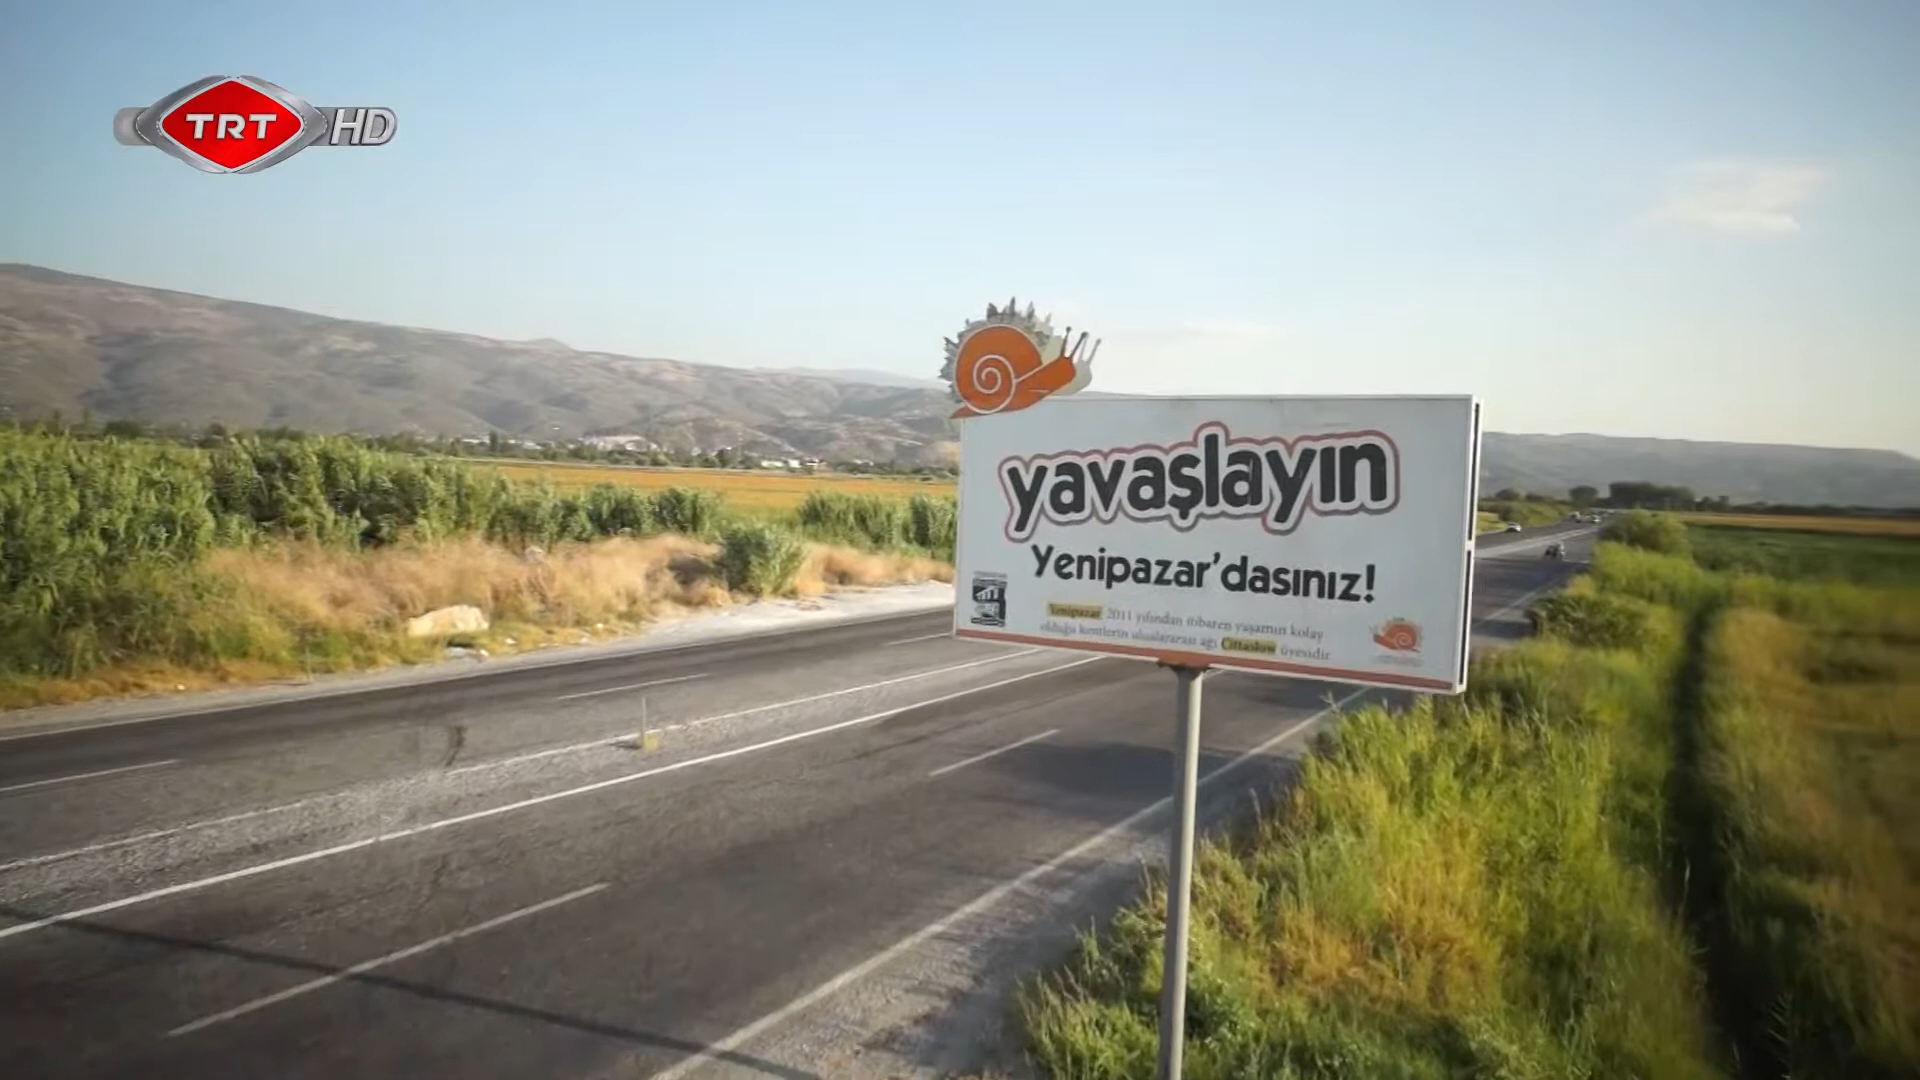 TRT HD
yavaşlayın
Yenipazar'dasınız!
Yenipazar 2011 yılından itibaren yaşamın kolay
olduğu kentlerin uluslararası ağı Cittaslow üyesidir.